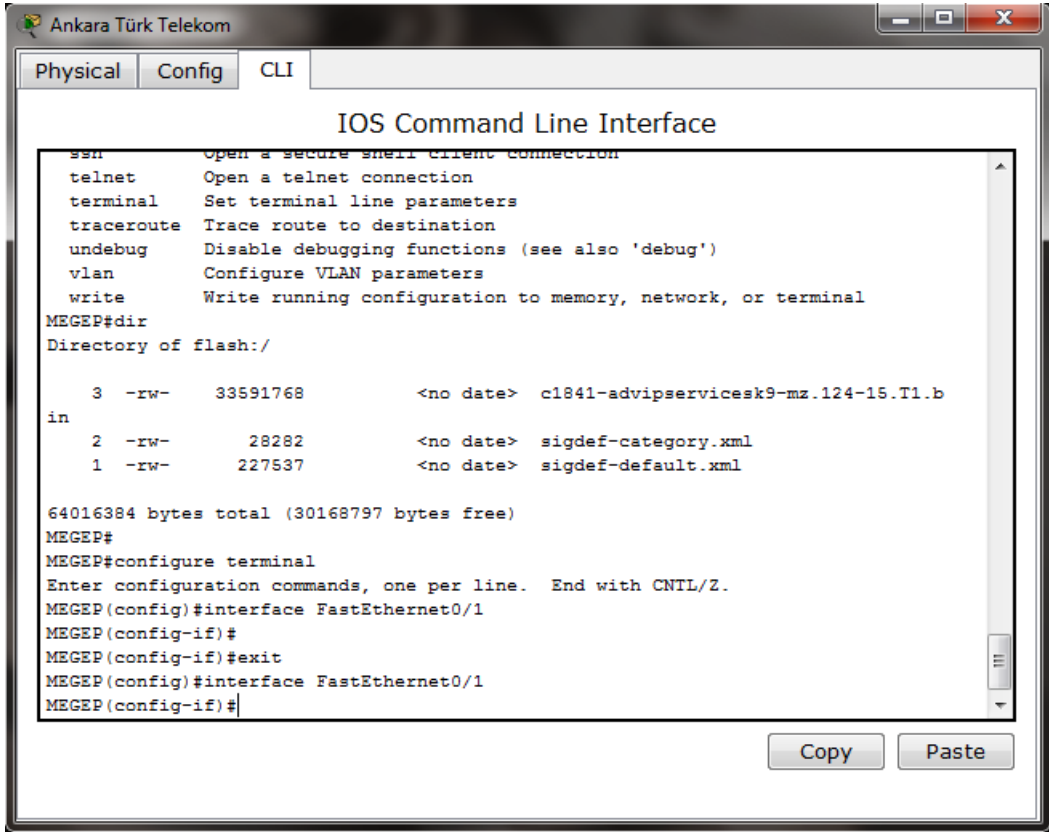 Ankara Türk Telekom
Physical Config CLI
IOS Command Line Interface
ssh Open a secure shell client connection
telnet Open a telnet connection
terminal Set terminal line parameters
traceroute Trace route to destination
undebug Disable debugging functions (see also 'debug')
vlan Configure VLAN parameters
write Write running configuration to memory, network, or terminal
MEGEP#dir
Directory of flash:/
3 -rw- 33591768 <no date> c1841-advipservicesk9-mz.124-15.T1.b
in
2 -rw- 28282 <no date> sigdef-category.xml
1 -rw- 227537 <no date> sigdef-default.xml
64016384 bytes total (30168797 bytes free)
MEGEP#
MEGEP#configure terminal
Enter configuration commands, one per line. End with CNTL/Z.
MEGEP(config)#interface FastEthernet0/1
MEGEP(config-if)#
MEGEP(config-if)#exit
MEGEP(config)#interface FastEthernet0/1
MEGEP(config-if)#
Copy Paste